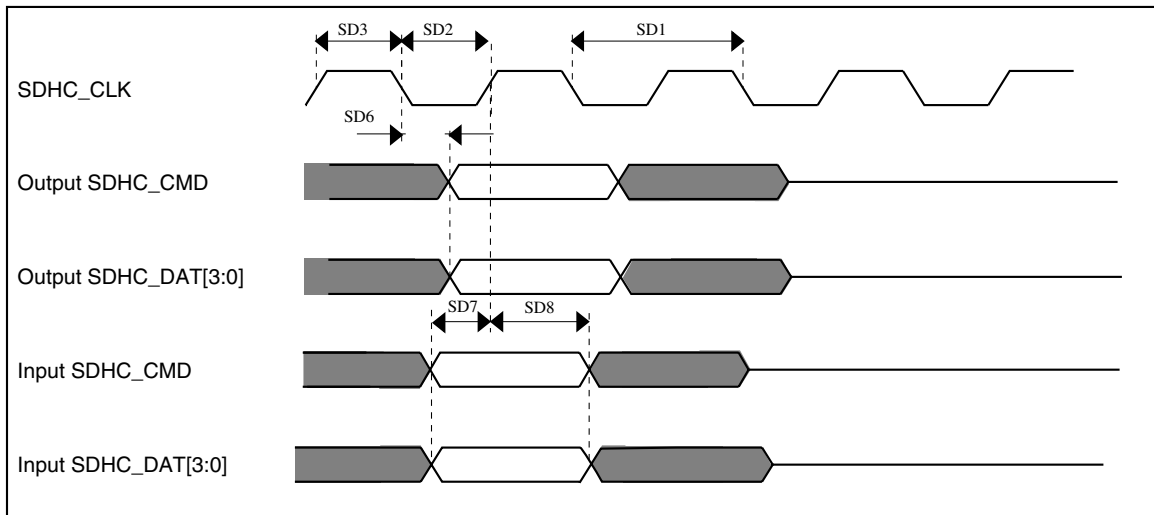 SD3 SD2 SD1
SDHC_CLK
SD6
Output SDHC_CMD
Output SDHC_DAT[3:0]
SD7 SD8
Input SDHC_CMD
Input SDHC_DAT[3:0]